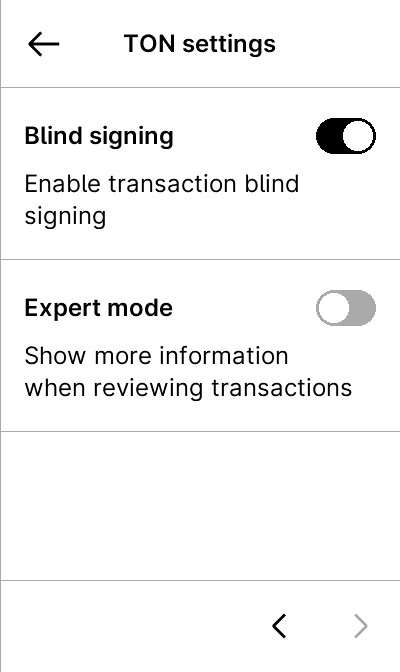 TON settings
Blind signing
Enable transaction blind
signing
Expert mode
Show more information
when reviewing transactions